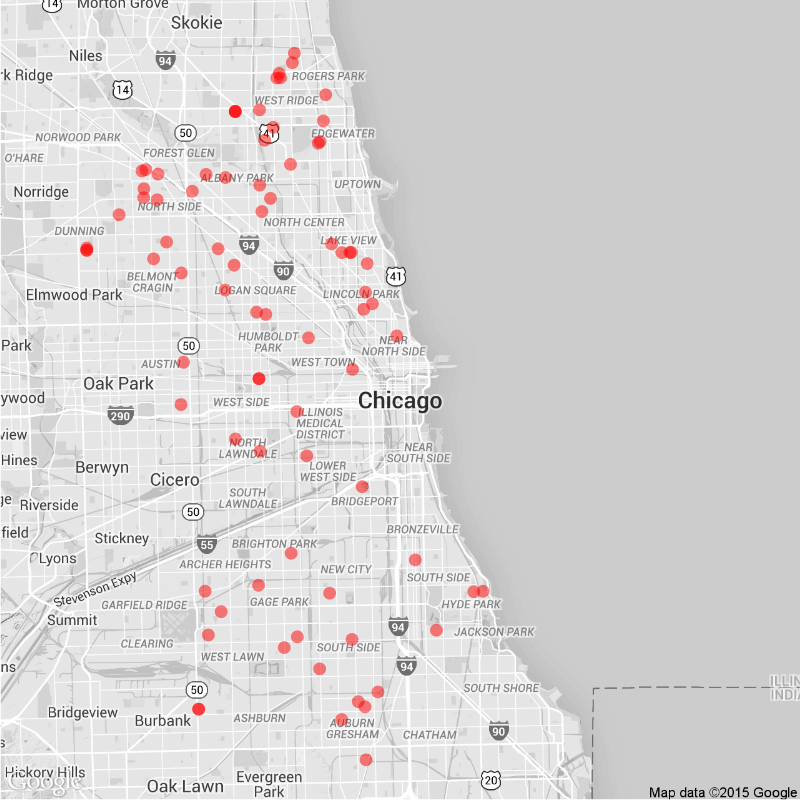 14
Morton Grove
Skokie
Niles
94
rk Ridge
ROGERS PARK
14
WEST RIDGE
50
41
EDGEWATER
NORWOOD PARK
O'HARE
FOREST GLEN
ALBANY PARK
UPTOWN
Norridge
NORTH SIDE
NORTH CENTER
DUNNING
94
LAKE VIEW
90
41
BELMONT
CRAGIN
LOGAN SQUARE
LINCOLN PARK
Elmwood Park
HUMBOLDT
PARK
NEAR
NORTH SIDE
Park
50
AUSTIN
WEST TOWN
Oak Park
ywood
WEST SIDE
Chicago
290
ILLINOIS
MEDICAL
DISTRICT
view
NORTH
LAWNDALE
NEAR
SOUTH SIDE
Hines
Berwyn
LOWER
WEST SIDE
Cicero
SOUTH
LAWNDALE
BRIDGEPORT
ge
Riverside
50
field
Stickney
BRONZEVILLE
55
BRIGHTON PARK
Lyons
ARCHER HEIGHTS
NEW CITY
SOUTH SIDE
Stevenson Expy
GARFIELD RIDGE
GAGE PARK
HYDE PARK
Summit
94
JACKSON PARK
CLEARING
WEST LAWN
SOUTH SIDE
ns
94
ILLIN
INDIA
50
SOUTH SHORE
Bridgeview
Burbank
ASHBURN
AUBURN
GRESHAM
CHATHAM
90
Hickory Hills
Google
Oak Lawn
Evergreen
Park
20
Map data ©2015 Google